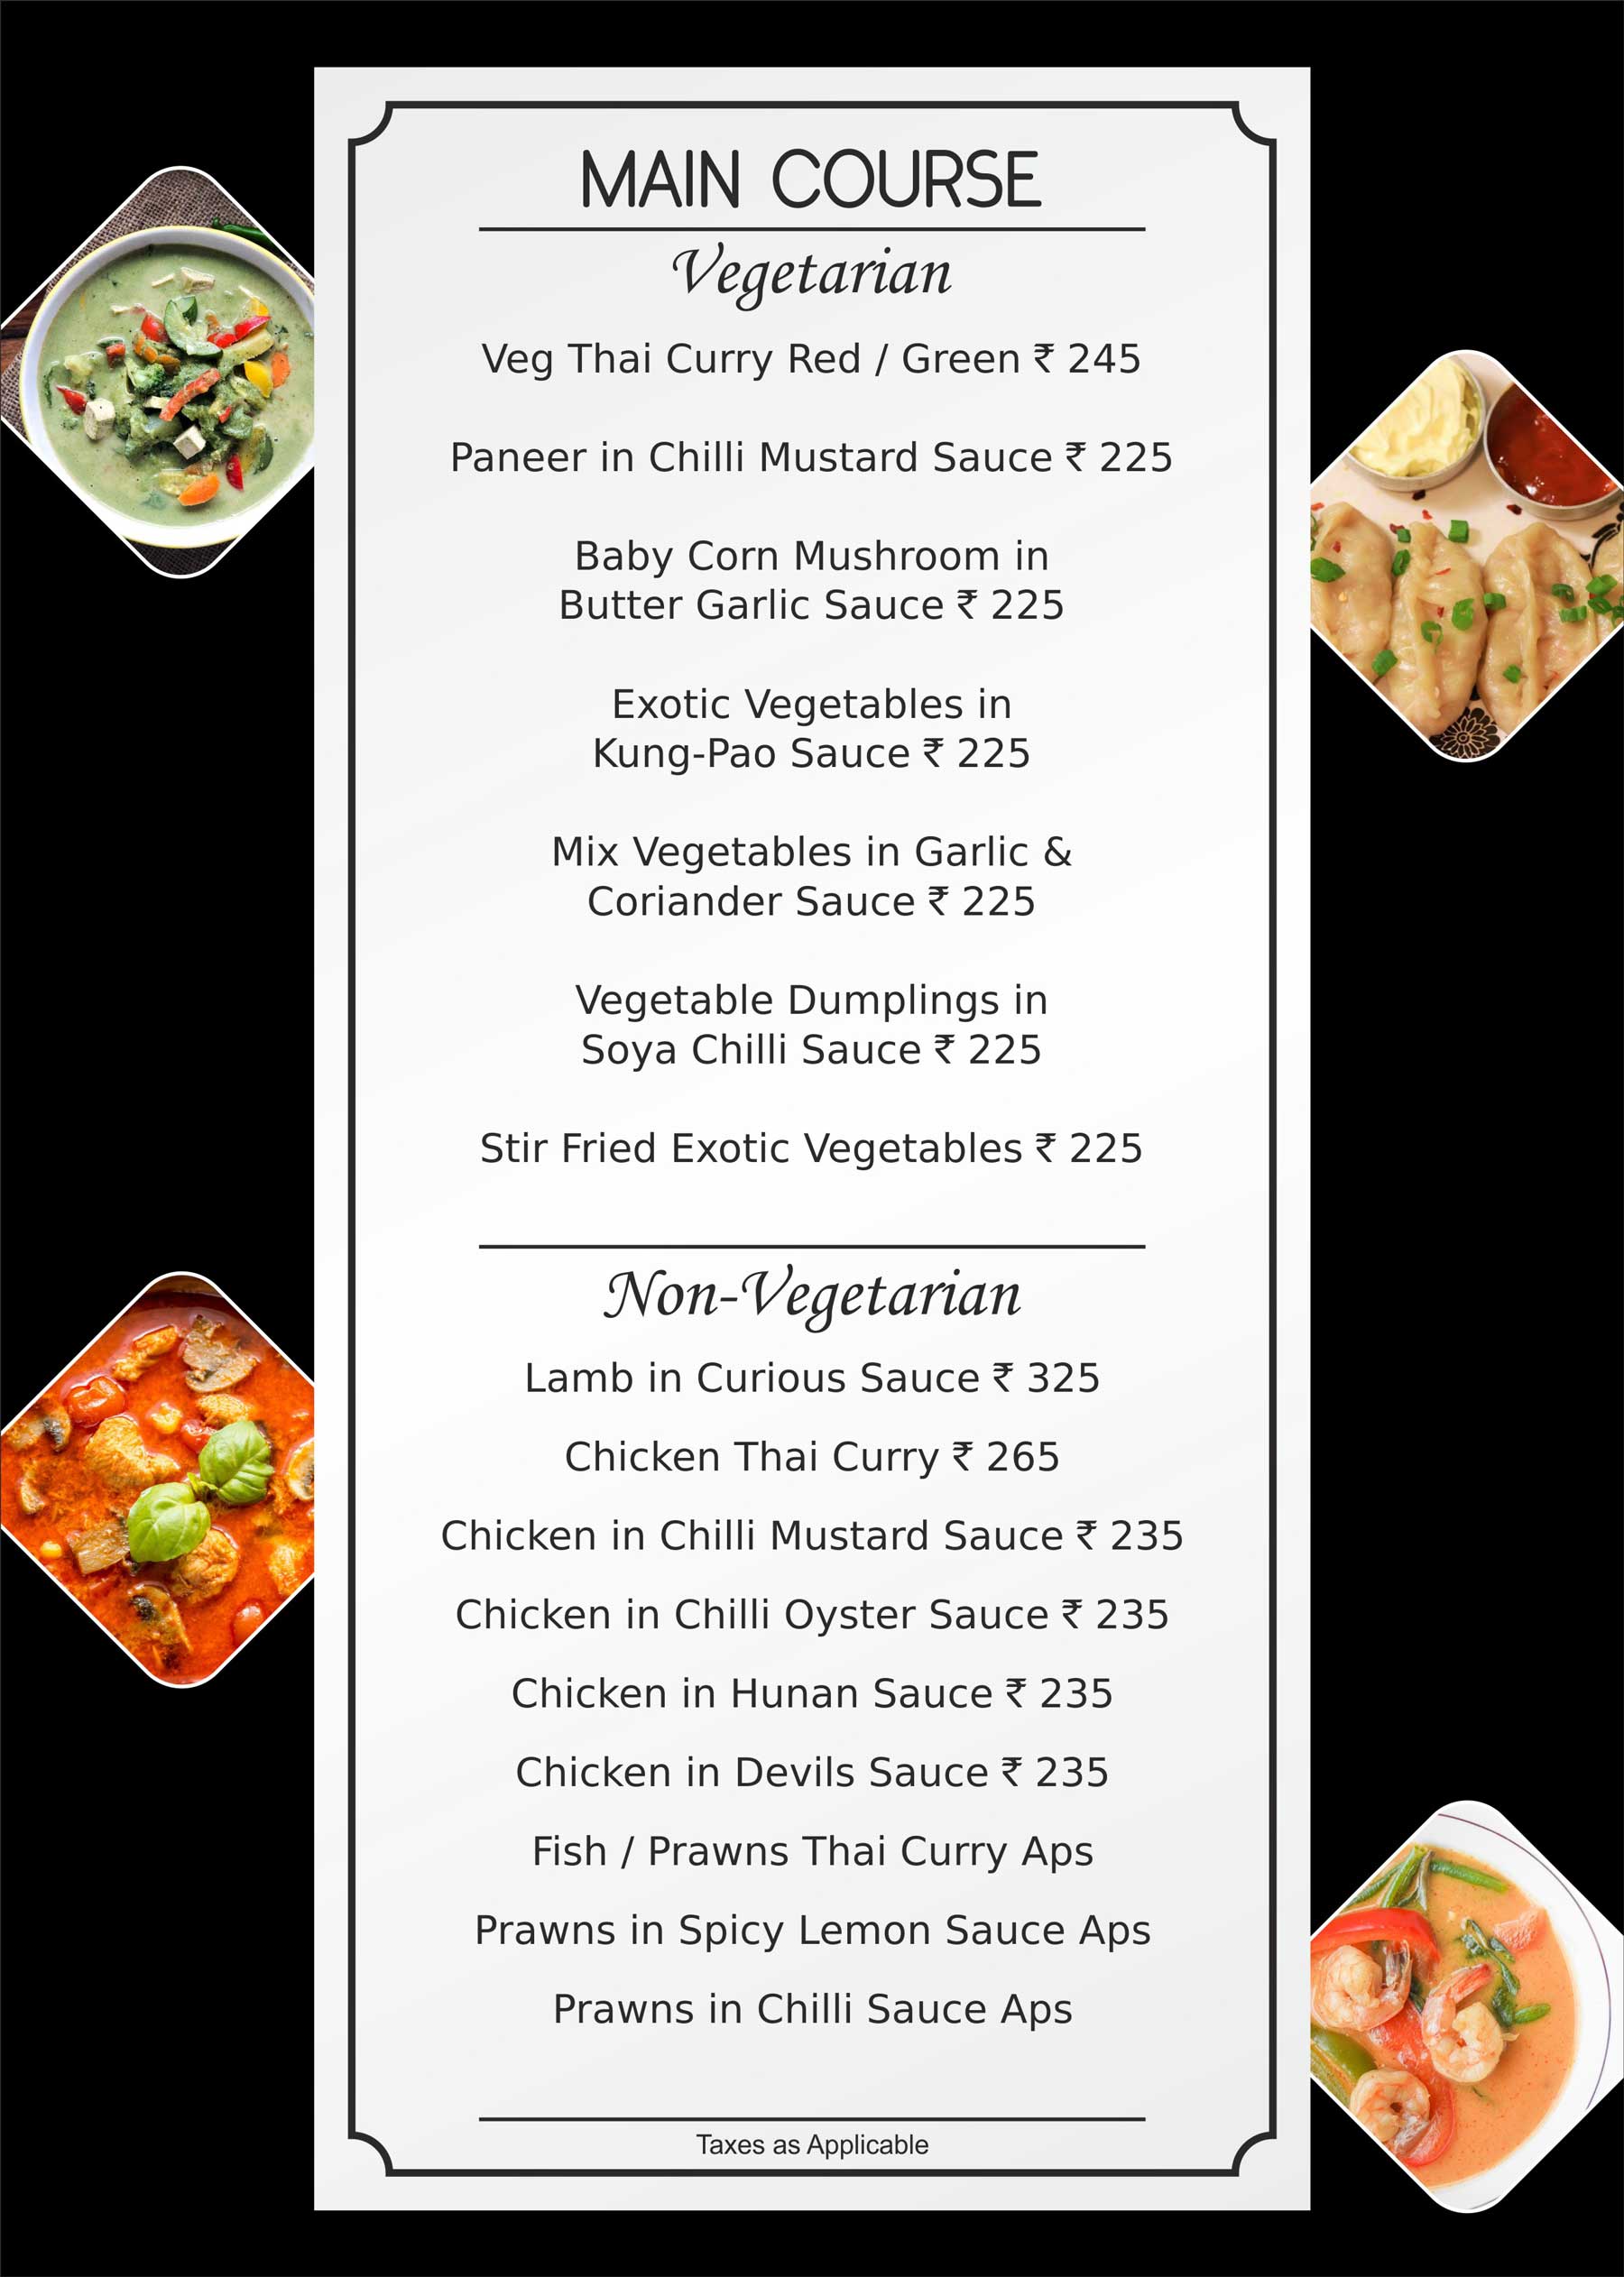 MAIN COURSE
Vegetarian
Veg Thai Curry Red / Green ₹ 245
Paneer in Chilli Mustard Sauce ₹ 225
Baby Corn Mushroom in
Butter Garlic Sauce ₹ 225
Exotic Vegetables in
Kung-Pao Sauce ₹ 225
Mix Vegetables in Garlic &
Coriander Sauce ₹ 225
Vegetable Dumplings in
Soya Chilli Sauce ₹ 225
Stir Fried Exotic Vegetables ₹ 225
Non-Vegetarian
Lamb in Curious Sauce ₹ 325
Chicken Thai Curry ₹ 265
Chicken in Chilli Mustard Sauce ₹ 235
Chicken in Chilli Oyster Sauce ₹ 235
Chicken in Hunan Sauce ₹ 235
Chicken in Devils Sauce ₹ 235
Fish / Prawns Thai Curry Aps
Prawns in Spicy Lemon Sauce Aps
Prawns in Chilli Sauce Aps
Taxes as Applicable